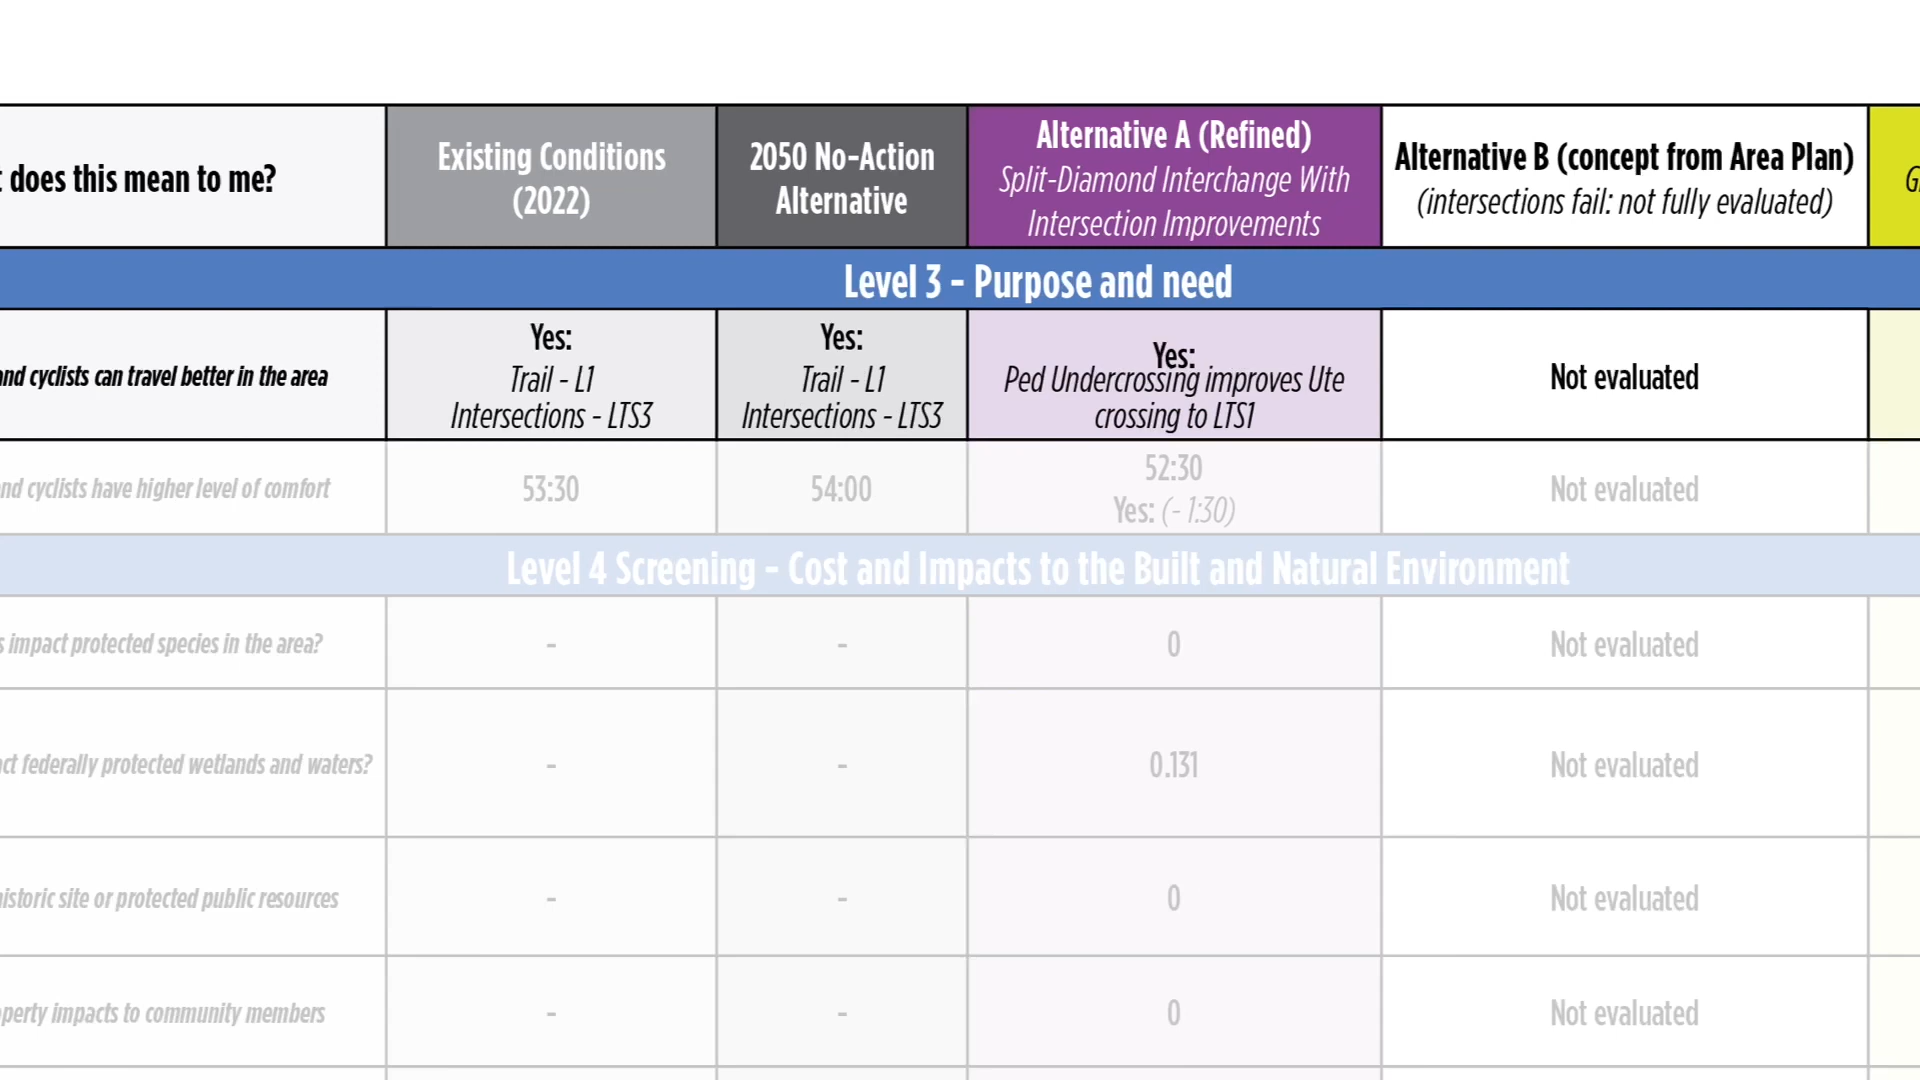 does this mean to me?
Existing Conditions
(2022)
2050 No-Action
Alternative
Alternative A (Refined)
Split-Diamond Interchange With
Intersection Improvements
Alternative B (concept from Area Plan)
(intersections fail: not fully evaluated)
Level 3 - Purpose and need
and cyclists can travel better in the area
Yes:
Trail - L1
Intersections - LTS3
Yes:
Trail - L1
Intersections - LTS3
Yes:
Ped Undercrossing improves Ute
crossing to LTS1
Not evaluated
and cyclists have higher level of comfort
53:30
54:00
52:30
Yes: (- 1:30)
Not evaluated
Level 4 Screening - Cost and Impacts to the Built and Natural Environment
impact protected species in the area?
-
-
0
Not evaluated
federally protected wetlands and waters?
-
-
0.131
Not evaluated
historic site or protected public resources
-
-
0
Not evaluated
impacts to community members
-
-
0
Not evaluated